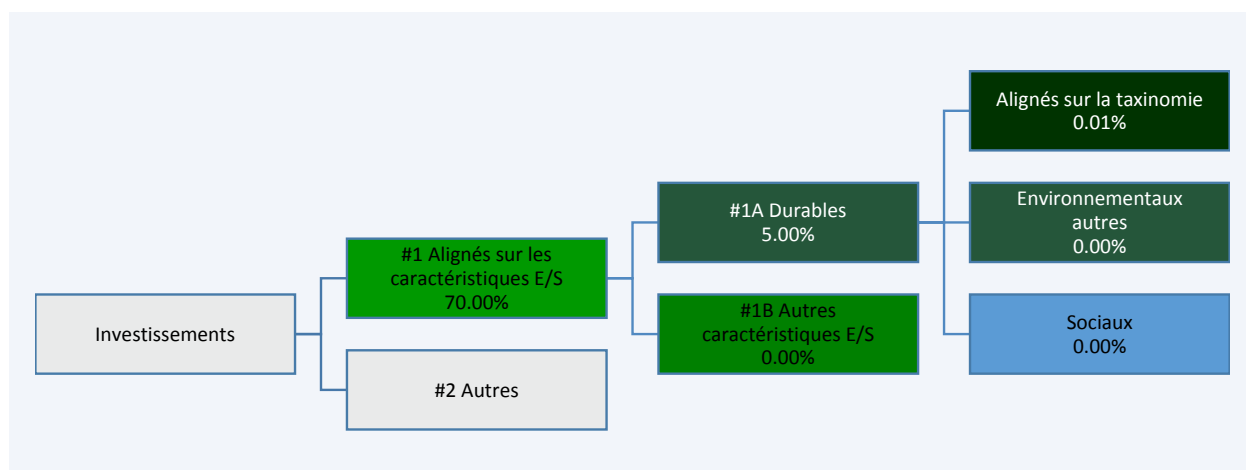 Investissements
#1 Alignés sur les
caractéristiques E/S
70.00%
#2 Autres
#1A Durables
5.00%
#1B Autres
caractéristiques E/S
0.00%
Alignés sur la taxinomie
0.01%
Environnementaux
autres
0.00%
Sociaux
0.00%